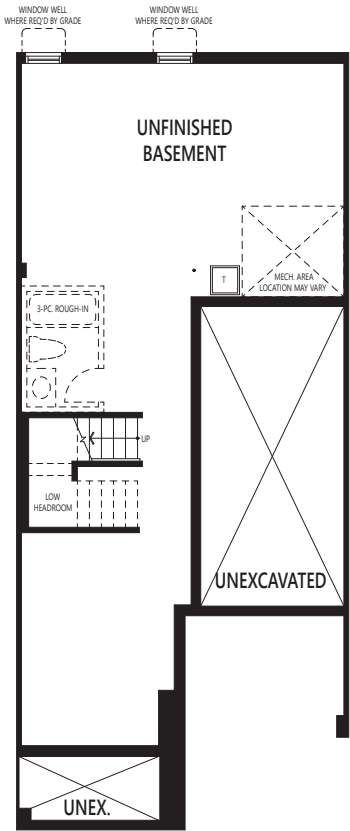 WINDOW WELL
WHERE REQ'D BY GRADE
WINDOW WELL
WHERE REQ'D BY GRADE
UNFINISHED
BASEMENT
T
MECH. AREA
LOCATION MAY VARY
3-PC. ROUGH-IN
UP
LOW
HEADROOM
UNEXCAVATED
UNEX.